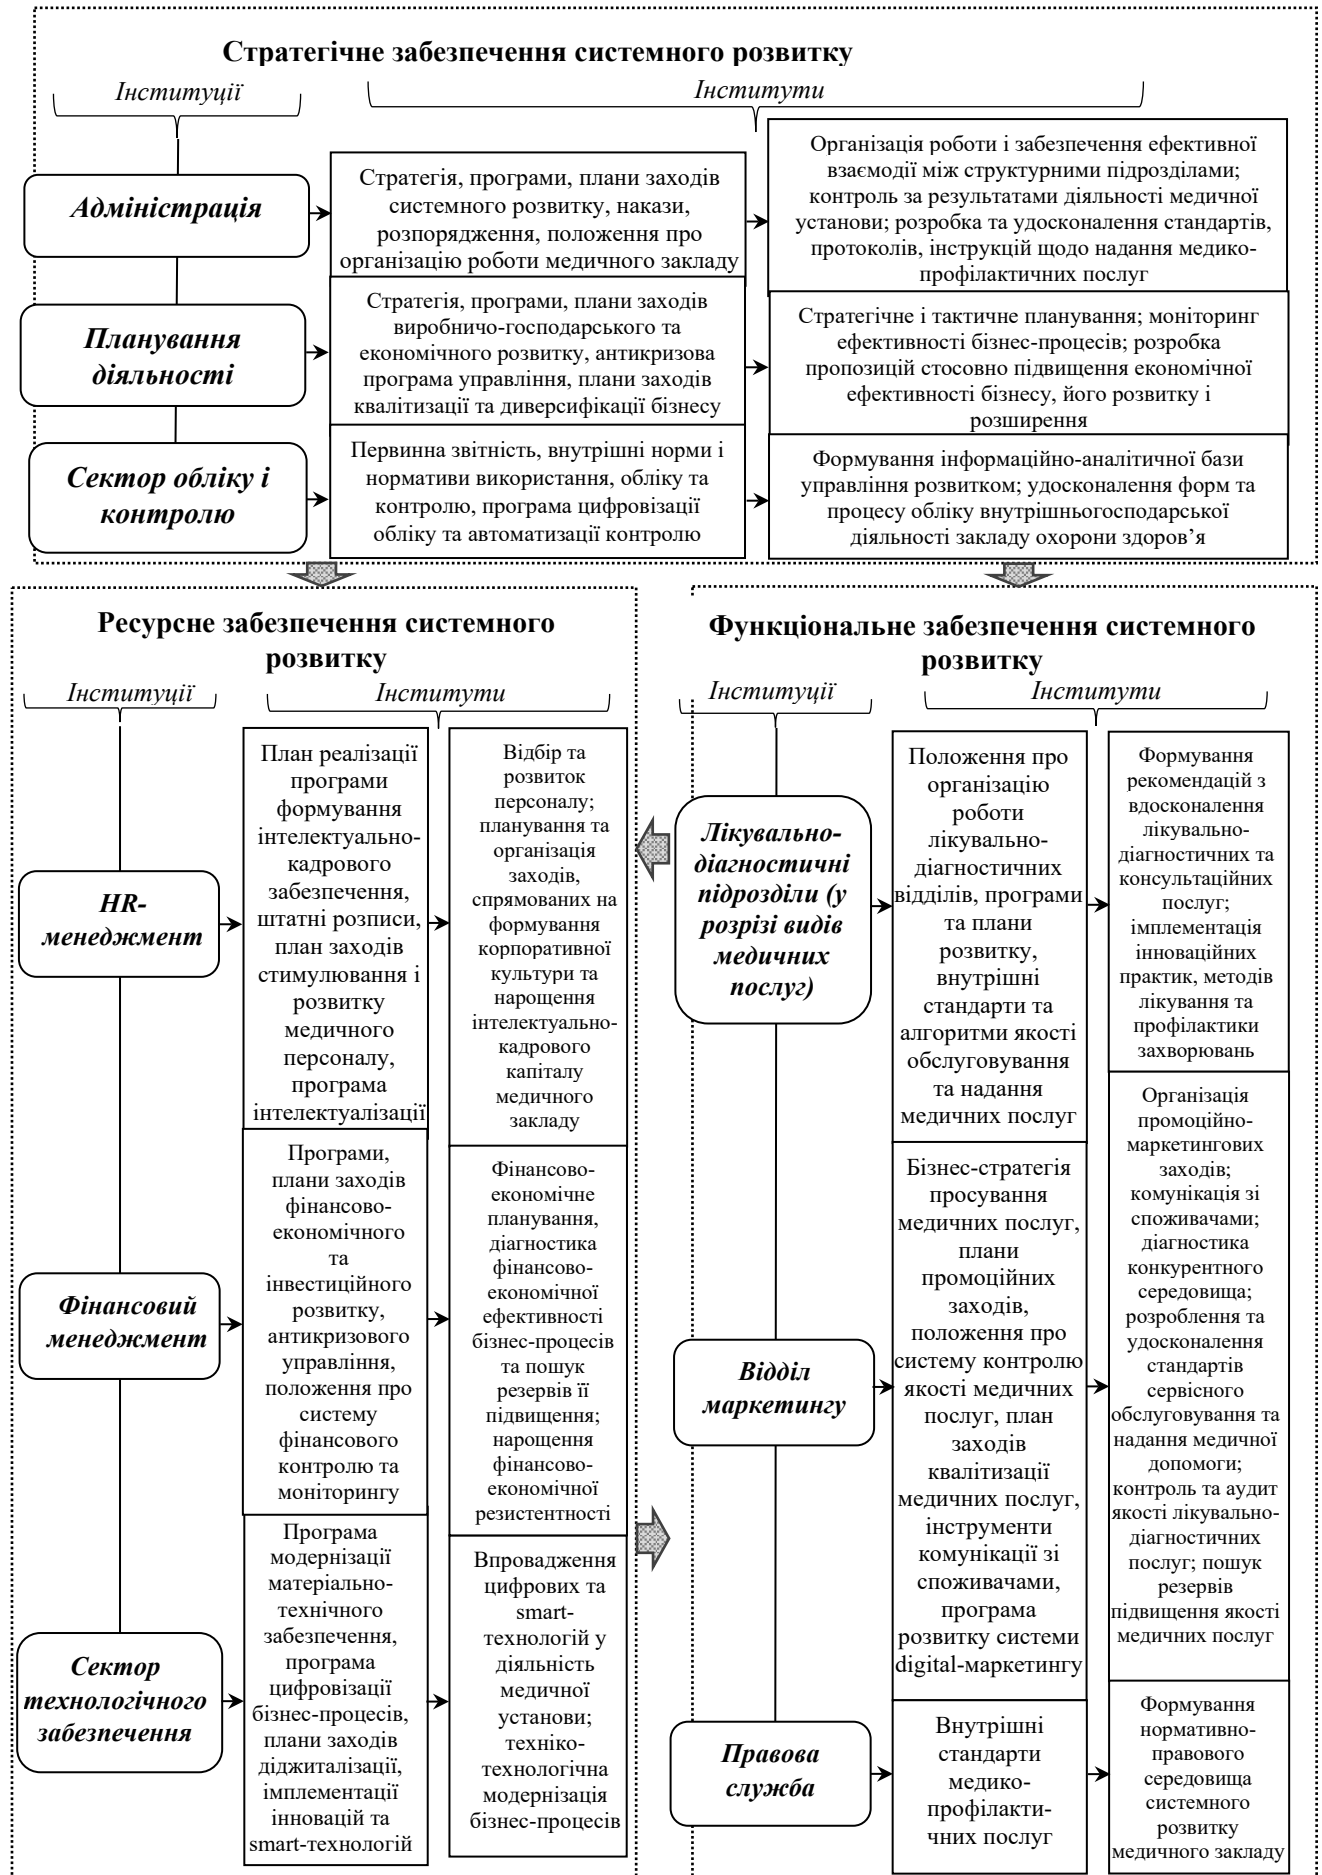 Стратегічне забезпечення системного розвитку
Інституції
Інститути
Адміністрація
Стратегія, програми, плани заходів
системного розвитку, накази,
розпорядження, положення про
організацію роботи медичного закладу
Організація роботи і забезпечення ефективної
взаємодії між структурними підрозділами;
контроль за результатами діяльності медичної
установи; розробка та удосконалення стандартів,
протоколів, інструкцій щодо надання медико-
профілактичних послуг
Планування
діяльності
Стратегія, програми, плани заходів
виробничо-господарського та
економічного розвитку, антикризова
програма управління, плани заходів
квалітизації та диверсифікації бізнесу
Стратегічне і тактичне планування; моніторинг
ефективності бізнес-процесів; розробка
пропозицій стосовно підвищення економічної
ефективності бізнесу, його розвитку і
розширення
Сектор обліку і
контролю
Первинна звітність, внутрішні норми і
нормативи використання, обліку та
контролю, програма цифровізації
обліку та автоматизації контролю
Формування інформаційно-аналітичної бази
управління розвитком; удосконалення форм та
процесу обліку внутрішньогосподарської
діяльності закладу охорони здоров’я
Ресурсне забезпечення системного
розвитку
Інституції
Інститути
HR-
менеджмент
План реалізації
програми
формування
інтелектуально-
кадрового
забезпечення,
штатні розписи,
план заходів
стимулювання і
розвитку
медичного
персоналу,
програма
інтелектуалізації
Відбір та
розвиток
персоналу;
планування та
організація
заходів,
спрямованих на
формування
корпоративної
культури та
нарощення
інтелектуально-
кадрового
капіталу
медичного
закладу
Фінансовий
менеджмент
Програми,
плани заходів
фінансово-
економічного
та
інвестиційного
розвитку,
антикризового
управління,
положення про
систему
фінансового
контролю та
моніторингу
Фінансово-
економічне
планування,
діагностика
фінансово-
економічної
ефективності
бізнес-процесів
та пошук
резервів її
підвищення;
нарощення
фінансово-
економічної
резистентності
Сектор
технологічного
забезпечення
Програма
модернізації
матеріально-
технічного
забезпечення,
програма
цифровізації
бізнес-процесів,
плани заходів
діджиталізації,
імплементації
інновацій та
smart-технологій
Впровадження
цифрових та
smart-
технологій у
діяльність
медичної
установи;
техніко-
технологічна
модернізація
бізнес-процесів
Функціональне забезпечення системного
розвитку
Інституції
Інститути
Лікувально-
діагностичні
підрозділи (у
розрізі видів
медичних
послуг)
Положення про
організацію
роботи
лікувально-
діагностичних
відділів, програми
та плани
розвитку,
внутрішні
стандарти та
алгоритми якості
обслуговування
та надання
медичних послуг
Формування
рекомендацій з
вдосконалення
лікувально-
діагностичних та
консультаційних
послуг;
імплементація
інноваційних
практик, методів
лікування та
профілактики
захворювань
Відділ
маркетингу
Бізнес-стратегія
просування
медичних послуг,
плани
промоційних
заходів,
положення про
систему контролю
якості медичних
послуг, план
заходів
квалітизації
медичних послуг,
інструменти
комунікації зі
споживачами,
програма
розвитку системи
digital-маркетингу
Організація
промоційно-
маркетингових
заходів;
комунікація зі
споживачами;
діагностика
конкурентного
середовища;
розроблення та
удосконалення
стандартів
сервісного
обслуговування та
надання медичної
допомоги;
контроль та аудит
якості лікувально-
діагностичних
послуг; пошук
резервів
підвищення якості
медичних послуг
Правова
служба
Внутрішні
стандарти
медико-
профілакти-
чних послуг
Формування
нормативно-
правового
середовища
системного
розвитку
медичного закладу